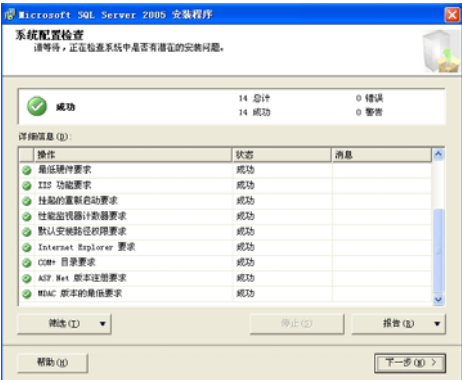 Microsoft SQL Server 2005 安装程序
系统配置检查
请等待，正在检查系统中是否有潜在的安装问题。
成功
14 总计
0 错误
14 成功
0 警告
详细信息(D):
操作 状态 消息
最低硬件要求 成功
IIS 功能要求 成功
挂起的重新启动要求 成功
性能监视器计数器要求 成功
默认安装路径权限要求 成功
Internet Explorer 要求 成功
COM+ 目录要求 成功
ASP.Net 版本注册要求 成功
MDAC 版本的最低要求 成功
筛选(I) 停止(S) 报告(R)
帮助(H) 下一步(N) >